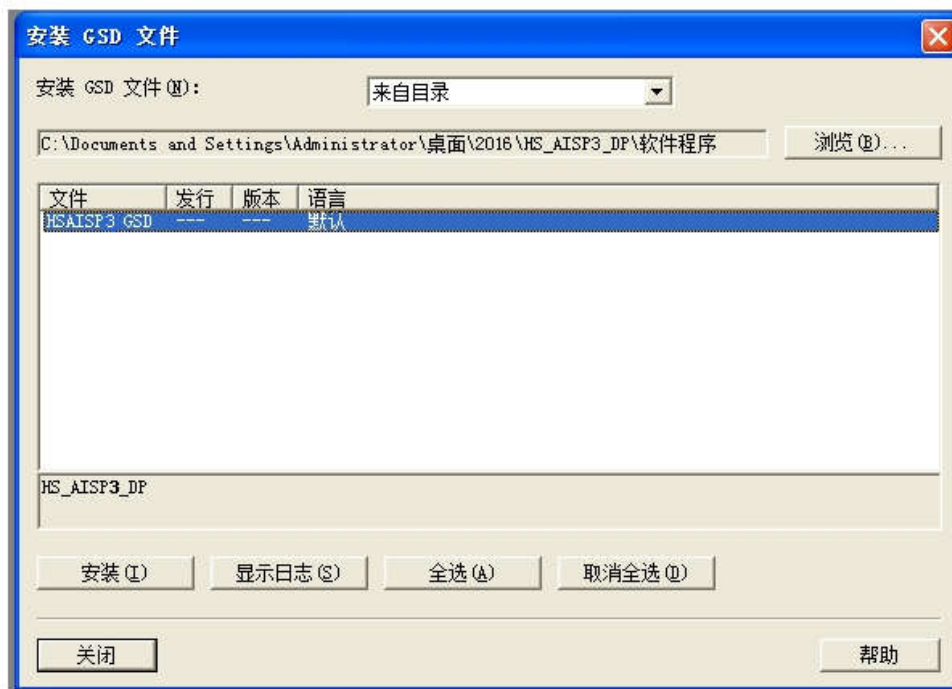 安装 GSD 文件
安装 GSD 文件(N):
来自目录
C:\Documents and Settings\Administrator\桌面\2016\HS_AISP3_DP\软件程序
浏览(B)...
文件 发行 版本 语言
HSAISP3 GSD --- --- 默认
HS_AISP3_DP
安装(I) 显示日志(S) 全选(A) 取消全选(D)
关闭 帮助